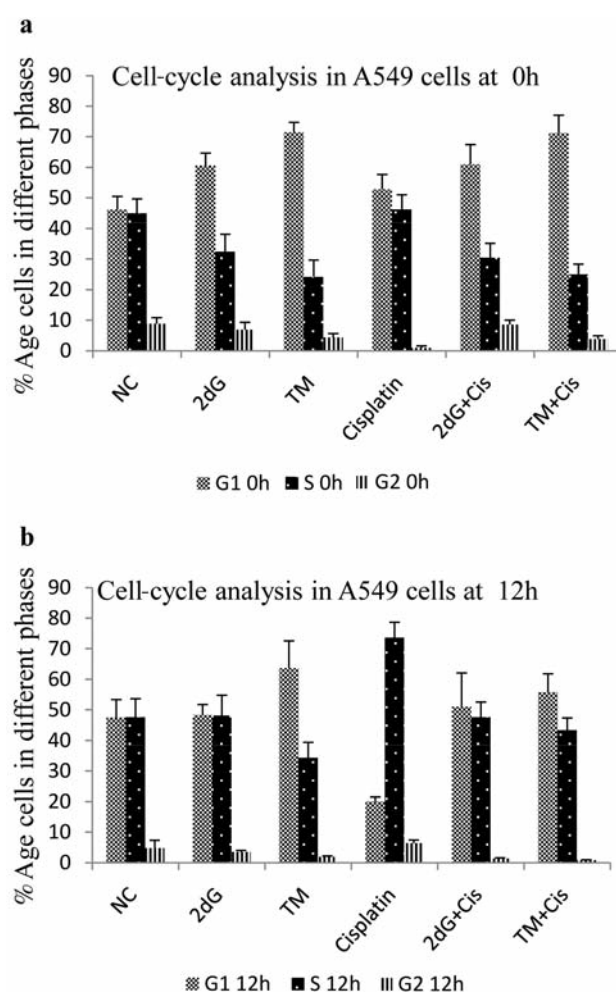 a
Cell-cycle analysis in A549 cells at 0h
% Age cells in different phases
90
80
70
60
50
40
30
20
10
0
NC
2dG
TM
Cisplatin
2dG+Cis
TM+Cis
G1 0h S 0h G2 0h
b
Cell-cycle analysis in A549 cells at 12h
% Age cells in different phases
90
80
70
60
50
40
30
20
10
0
NC
2dG
TM
Cisplatin
2dG+Cis
TM+Cis
G1 12h S 12h G2 12h